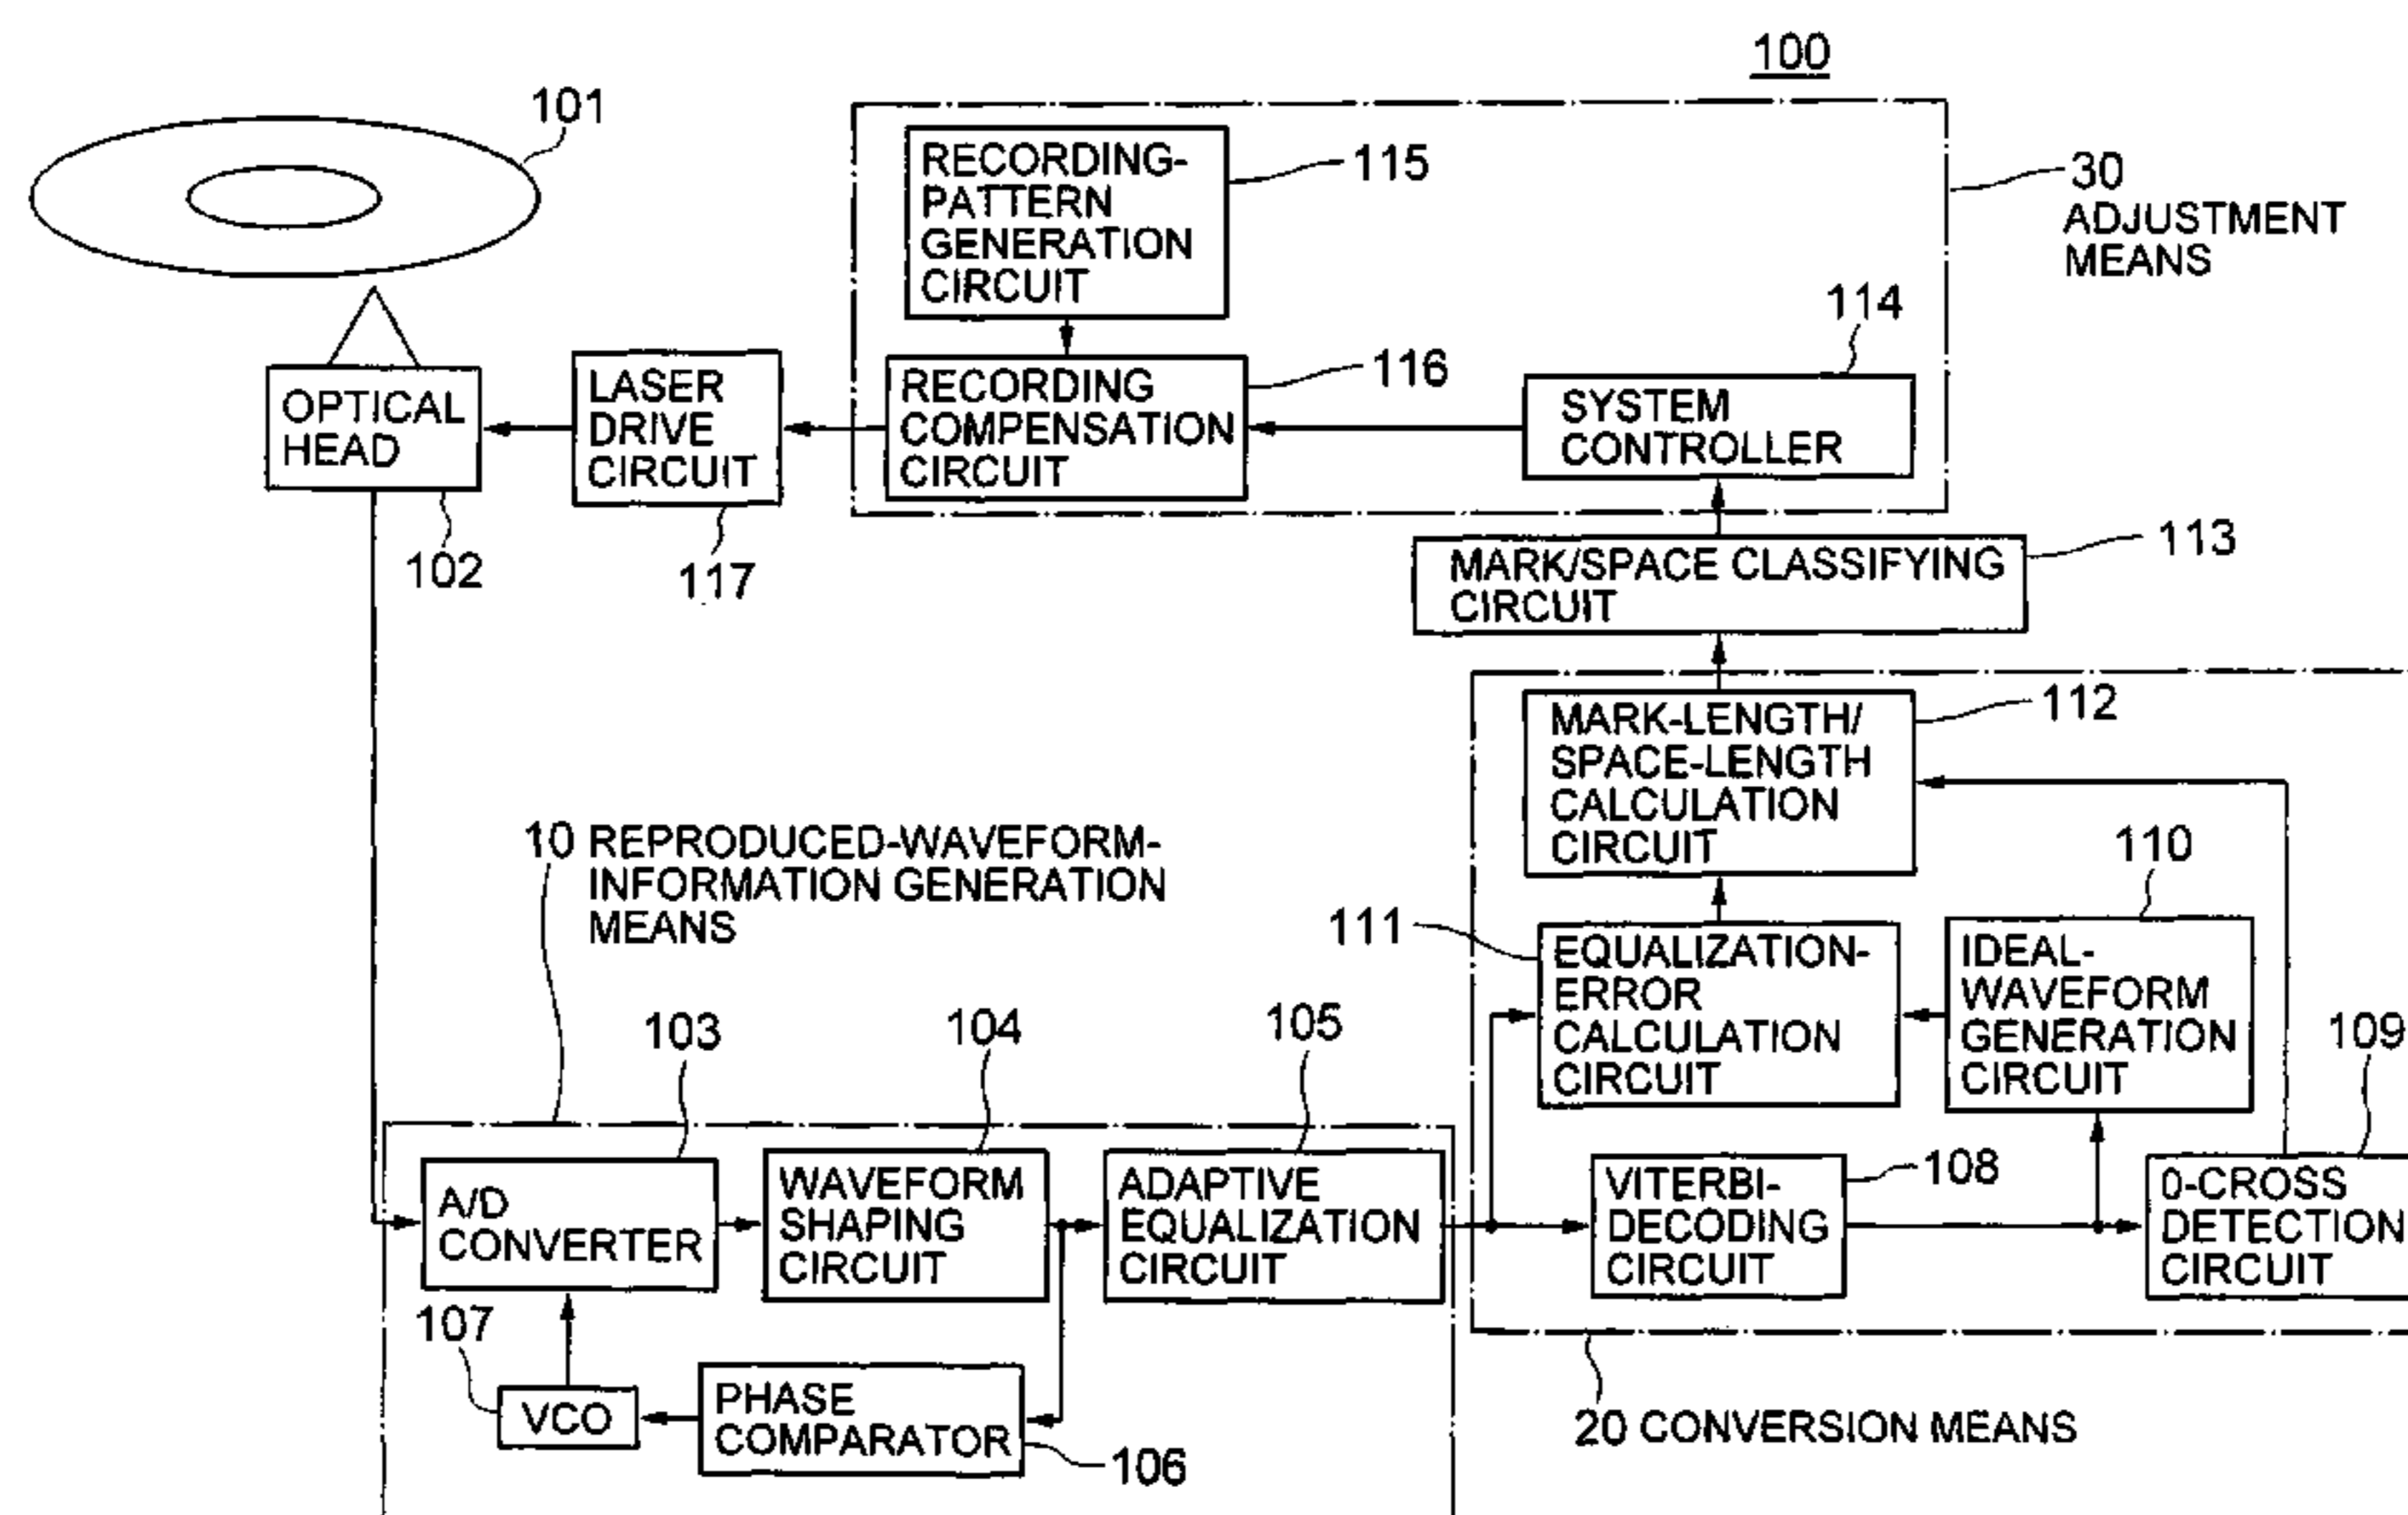 100
101
RECORDING-
PATTERN
GENERATION
CIRCUIT
115
30
ADJUSTMENT
MEANS
114
OPTICAL
HEAD
102
LASER
DRIVE
CIRCUIT
117
RECORDING
COMPENSATION
CIRCUIT
116
SYSTEM
CONTROLLER
MARK/SPACE CLASSIFYING
CIRCUIT
113
MARK-LENGTH/
SPACE-LENGTH
CALCULATION
CIRCUIT
112
10 REPRODUCED-WAVEFORM-
INFORMATION GENERATION
MEANS
111
EQUALIZATION-
ERROR
CALCULATION
CIRCUIT
110
IDEAL-
WAVEFORM
GENERATION
CIRCUIT
109
103
104
105
A/D
CONVERTER
WAVEFORM
SHAPING
CIRCUIT
ADAPTIVE
EQUALIZATION
CIRCUIT
VITERBI-
DECODING
CIRCUIT
108
0-CROSS
DETECTION
CIRCUIT
107
VCO
PHASE
COMPARATOR
106
20 CONVERSION MEANS